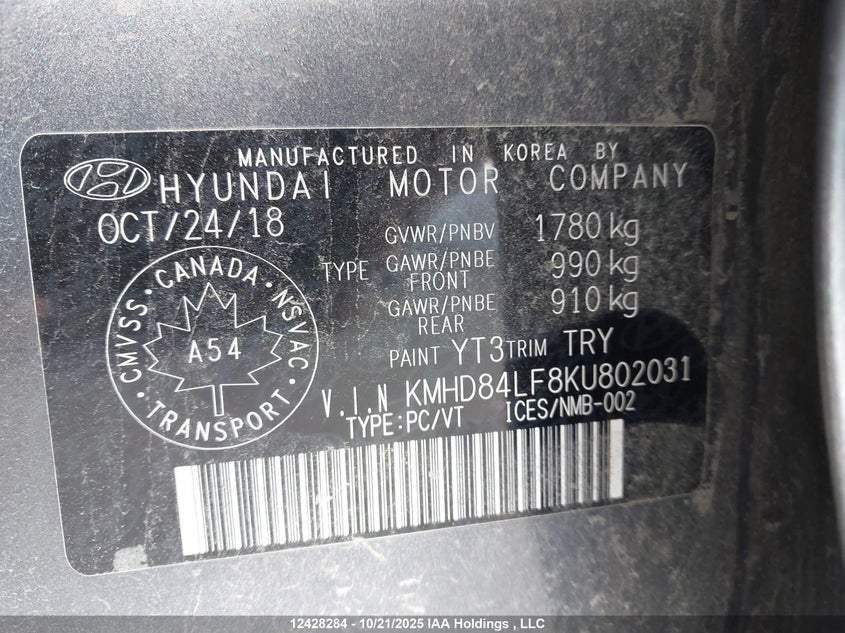 MANUFACTURED IN KOREA BY
HYUNDAI MOTOR COMPANY
OCT/24/18
GVWR/PNBV 1780 kg
TYPE GAWR/PNBE FRONT 990 kg
GAWR/PNBE REAR 910 kg
CMVSS · CANADA · NSVAC · TRANSPORT ·
A54
PAINT YT3 TRIM TRY
V.I.N KMHD84LF8KU802031
TYPE:PC/VT ICES/NMB-002
12428284 - 10/21/2025 IAA Holdings , LLC